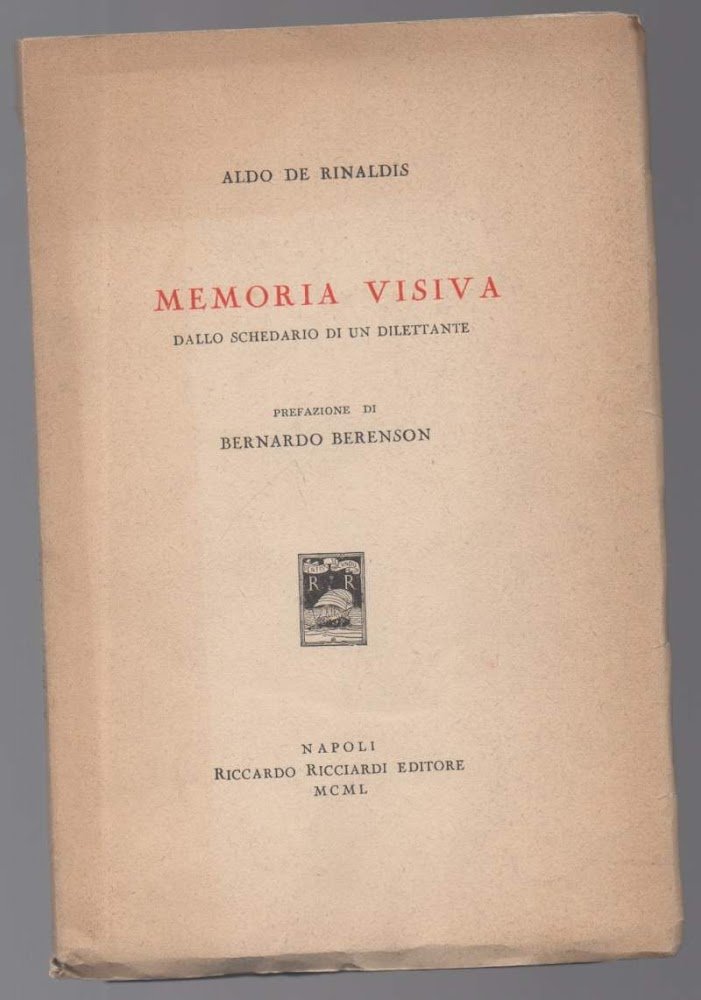 ALDO DE RINALDIS
MEMORIA VISIVA
DALLO SCHEDARIO DI UN DILETTANTE
PREFAZIONE DI
BERNARDO BERENSON
R R
NAPOLI
RICCARDO RICCIARDI EDITORE
MCML